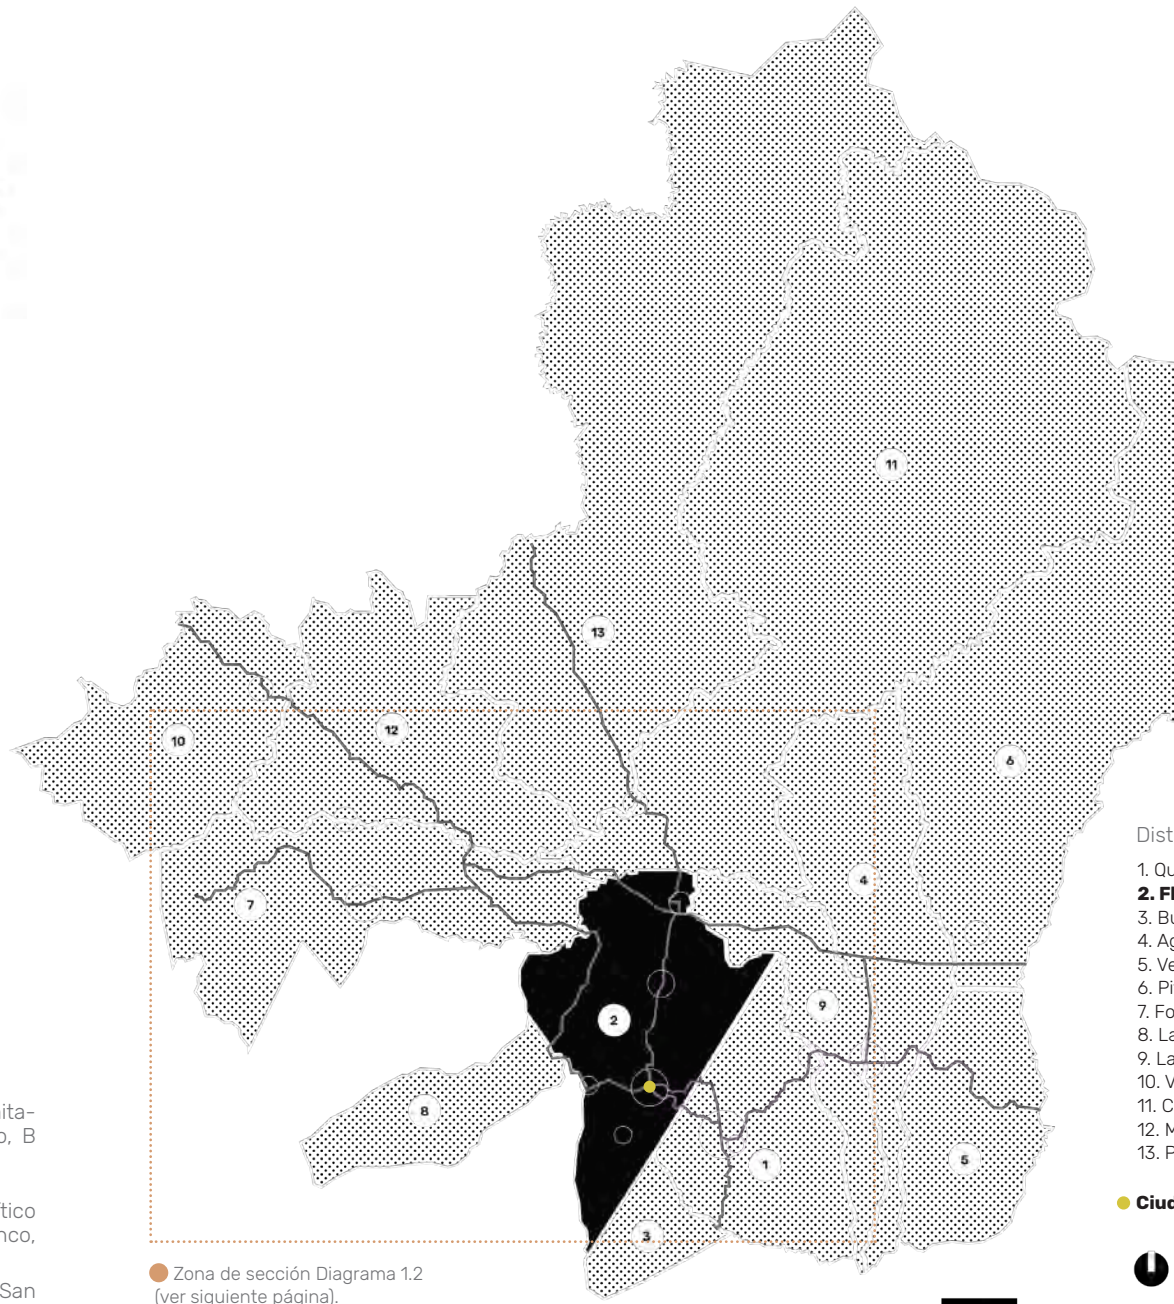 11
13
12
10
6
4
7
9
2
8
5
1
3
Dist
1. Qu
2. Fl
3. Bu
4. Ag
5. Ve
6. Pi
7. Fo
8. La
9. La
10. V
11. C
12. M
13. P
Ciud
ita-
o, B
tico
nco,
San
Zona de sección Diagrama 1.2
(ver siguiente página).